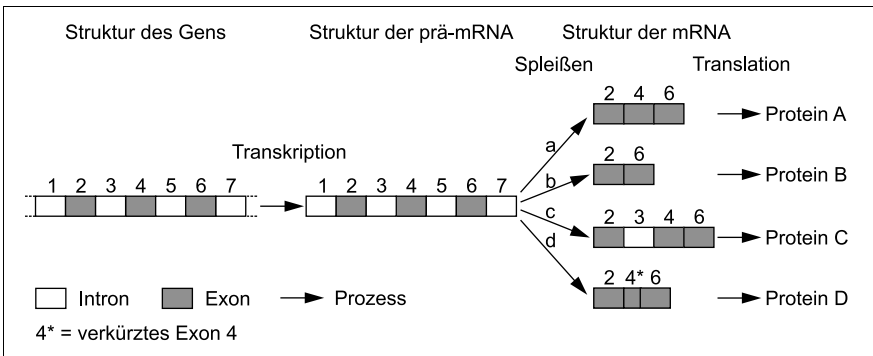 Struktur des Gens Struktur der prä-mRNA Struktur der mRNA
Spleißen Translation
2 4 6
Protein A
a
Transkription
2 6
Protein B
b
1 2 3 4 5 6 7
1 2 3 4 5 6 7
c
2 3 4 6
Protein C
d
2 4* 6
Protein D
Intron Exon Prozess
4* = verkürztes Exon 4